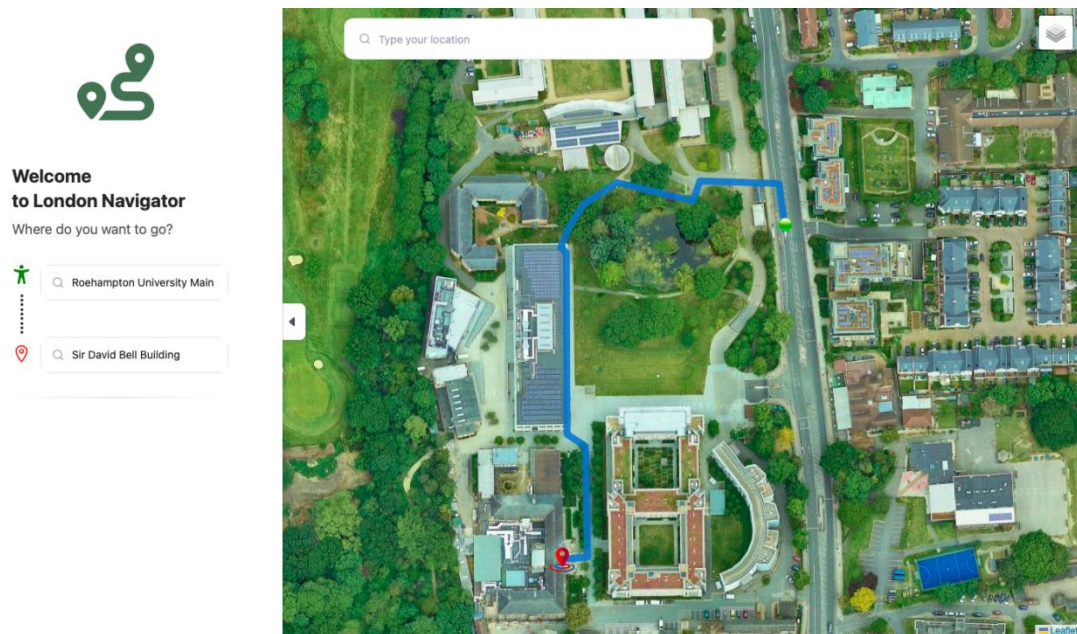 Type your location
Welcome
to London Navigator
Where do you want to go?
Roehampton University Main
Sir David Bell Building
Leaflet